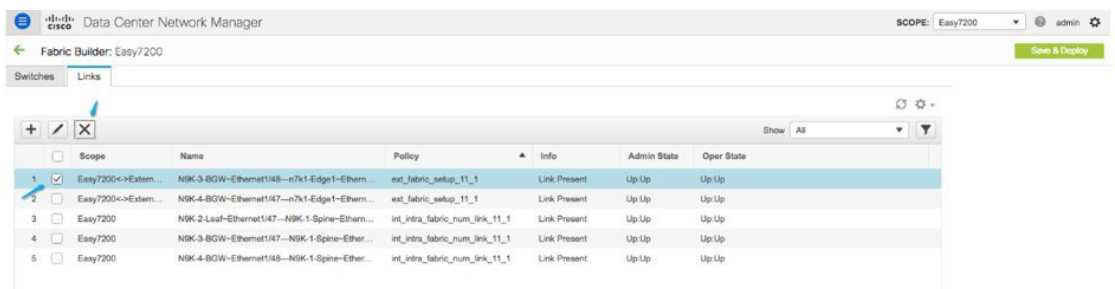 cisco Data Center Network Manager SCOPE: Easy7200 admin
Fabric Builder: Easy7200 Save & Deploy
Switches Links
Show All
Scope Name Policy Info Admin State Oper State
1 Easy7200<->Extern... N9K-3-BGW~Ethernet1/48---n7k1-Edge1~Ethern... ext_fabric_setup_11_1 Link Present Up:Up Up:Up
2 Easy7200<->Extern... N9K-4-BGW~Ethernet1/47---n7k1-Edge1~Ethern... ext_fabric_setup_11_1 Link Present Up:Up Up:Up
3 Easy7200 N9K-2-Leaf~Ethernet1/47---N9K-1-Spine~Ethern... int_intra_fabric_num_link_11_1 Link Present Up:Up Up:Up
4 Easy7200 N9K-3-BGW~Ethernet1/47---N9K-1-Spine~Ether... int_intra_fabric_num_link_11_1 Link Present Up:Up Up:Up
5 Easy7200 N9K-4-BGW~Ethernet1/48---N9K-1-Spine~Ether... int_intra_fabric_num_link_11_1 Link Present Up:Up Up:Up